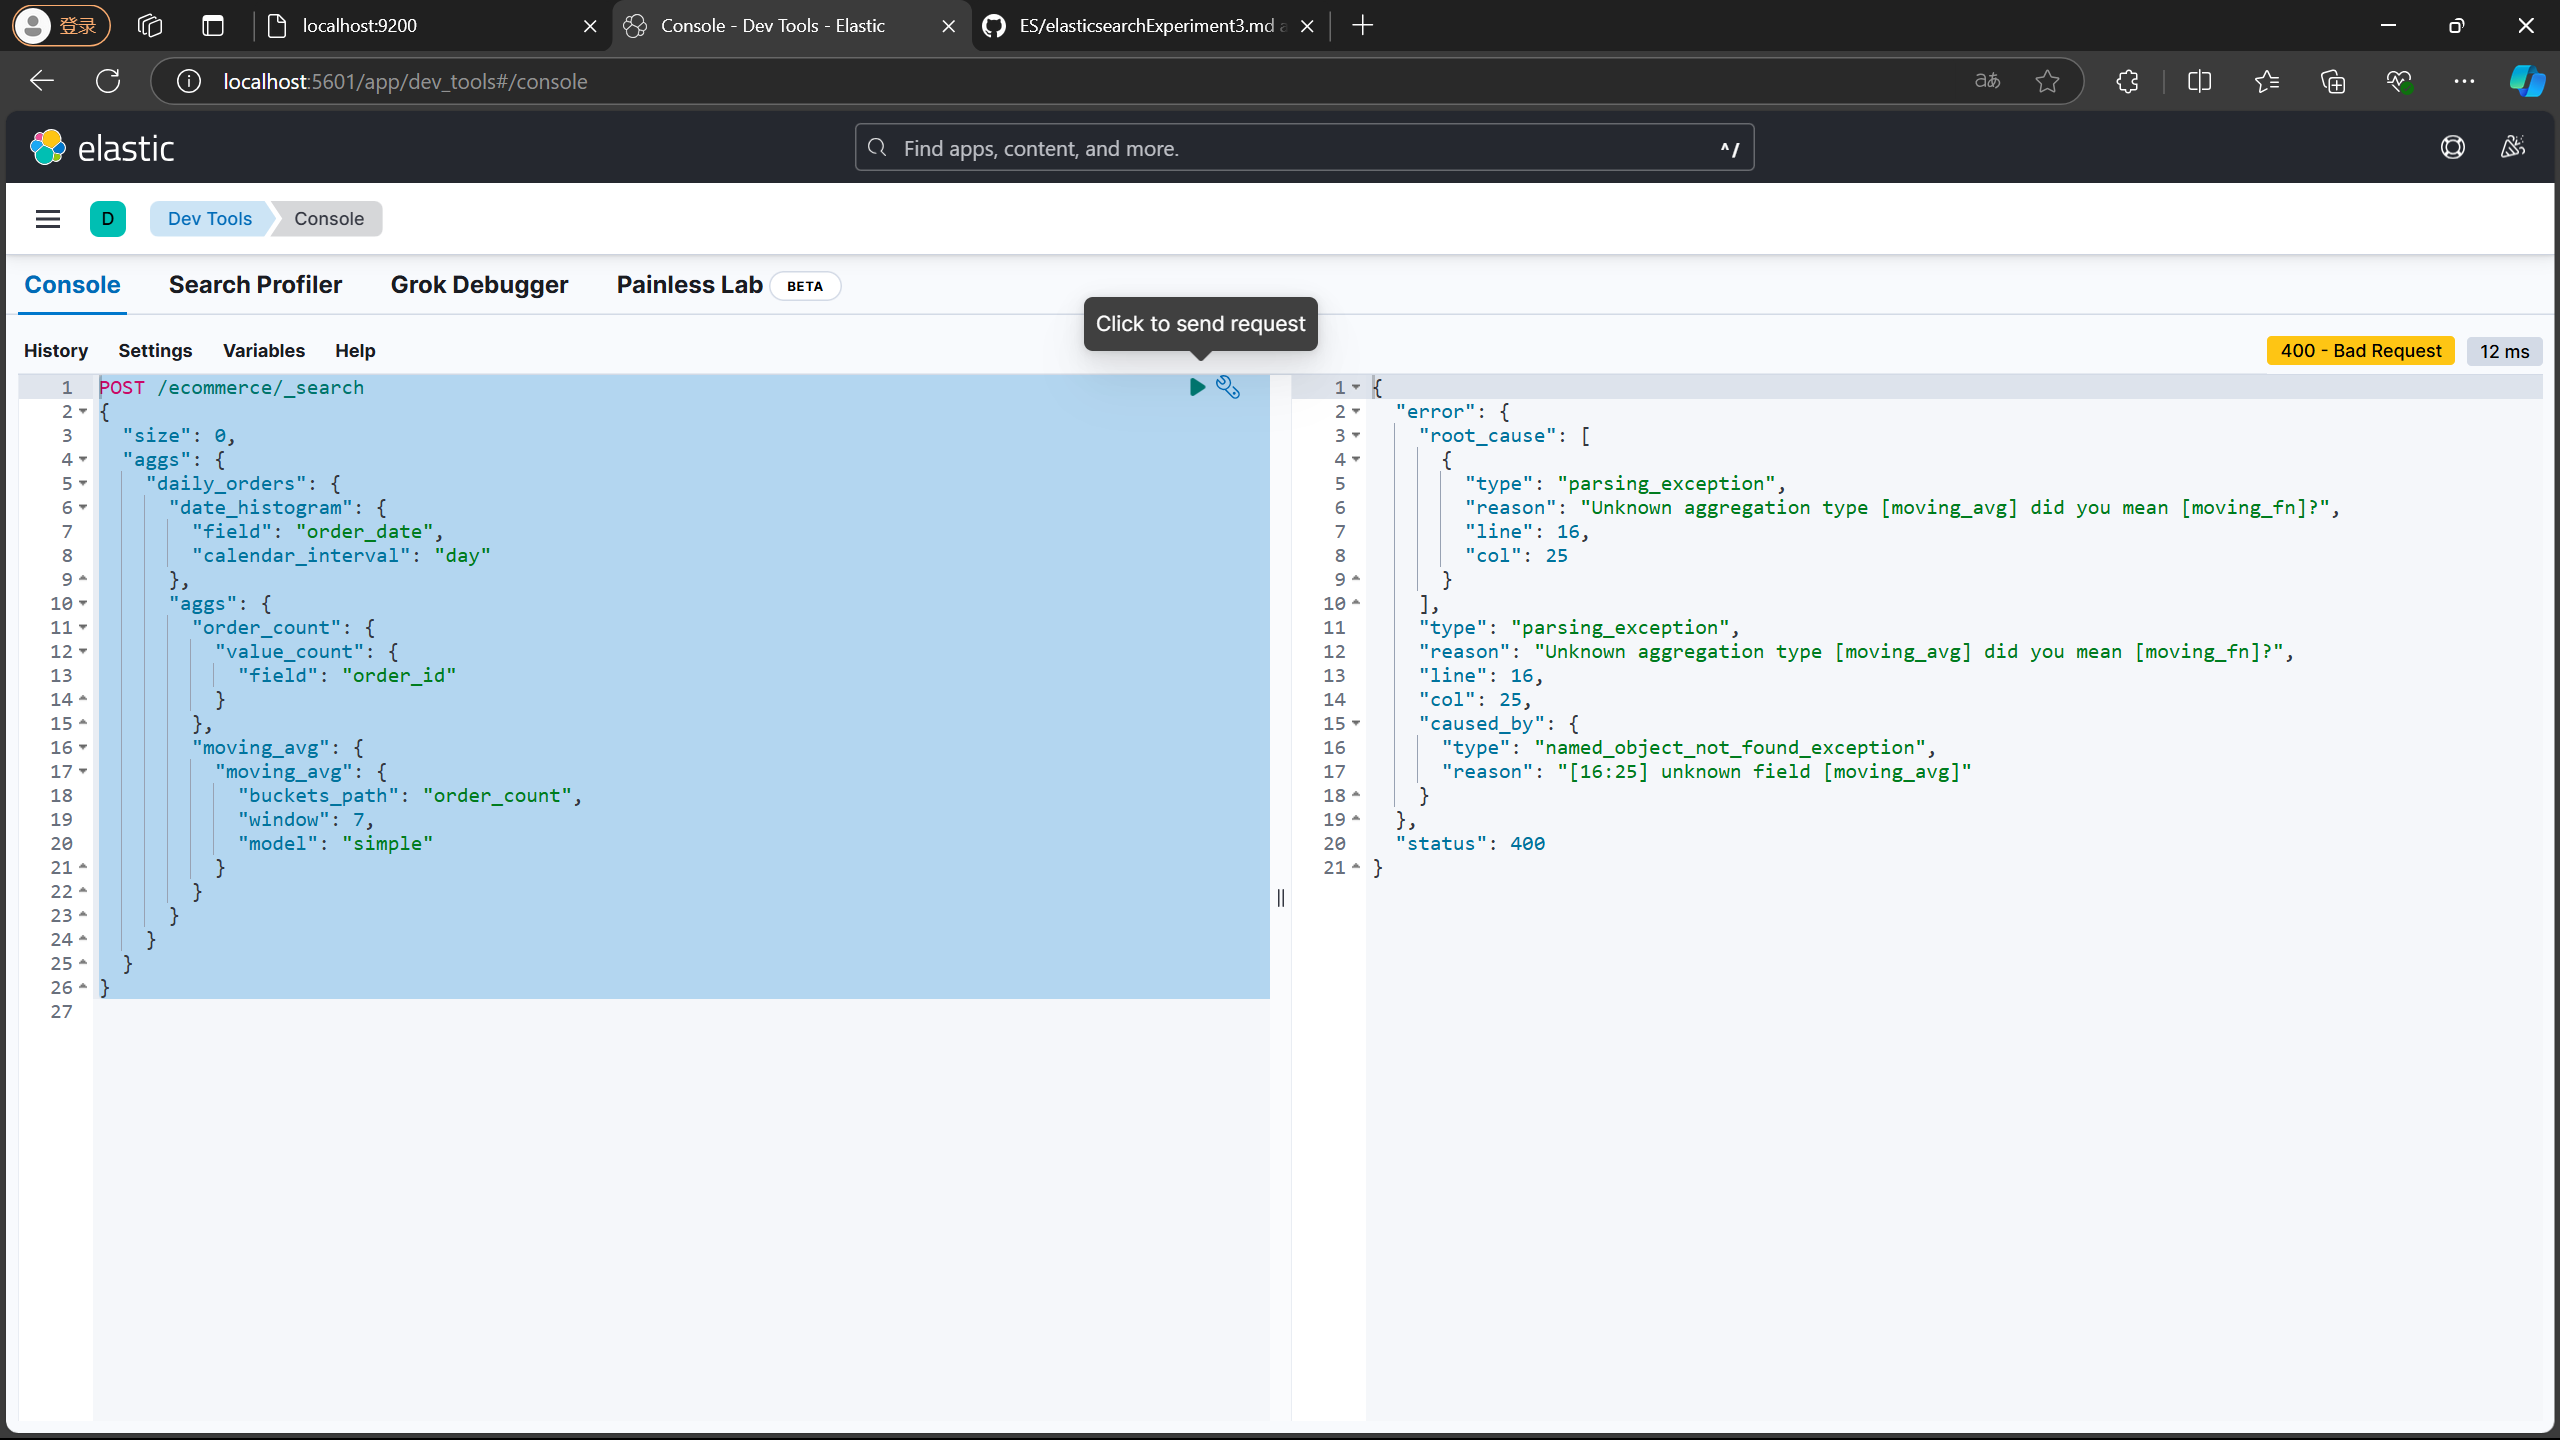 登录
localhost:9200
Console - Dev Tools - Elastic
ES/elasticsearchExperiment3.md a
localhost:5601/app/dev_tools#/console
aあ
elastic
Find apps, content, and more.
^/
D
Dev Tools
Console
Console
Search Profiler
Grok Debugger
Painless Lab
BETA
Click to send request
History
Settings
Variables
Help
400 - Bad Request
12 ms
1 POST /ecommerce/_search
2 {
3   "size": 0,
4   "aggs": {
5     "daily_orders": {
6       "date_histogram": {
7         "field": "order_date",
8         "calendar_interval": "day"
9       },
10       "aggs": {
11         "order_count": {
12           "value_count": {
13             "field": "order_id"
14           }
15         },
16         "moving_avg": {
17           "moving_avg": {
18             "buckets_path": "order_count",
19             "window": 7,
20             "model": "simple"
21           }
22         }
23       }
24     }
25   }
26 }
27
1 {
2   "error": {
3     "root_cause": [
4       {
5         "type": "parsing_exception",
6         "reason": "Unknown aggregation type [moving_avg] did you mean [moving_fn]?",
7         "line": 16,
8         "col": 25
9       }
10     ],
11     "type": "parsing_exception",
12     "reason": "Unknown aggregation type [moving_avg] did you mean [moving_fn]?",
13     "line": 16,
14     "col": 25,
15     "caused_by": {
16       "type": "named_object_not_found_exception",
17       "reason": "[16:25] unknown field [moving_avg]"
18     }
19   },
20   "status": 400
21 }